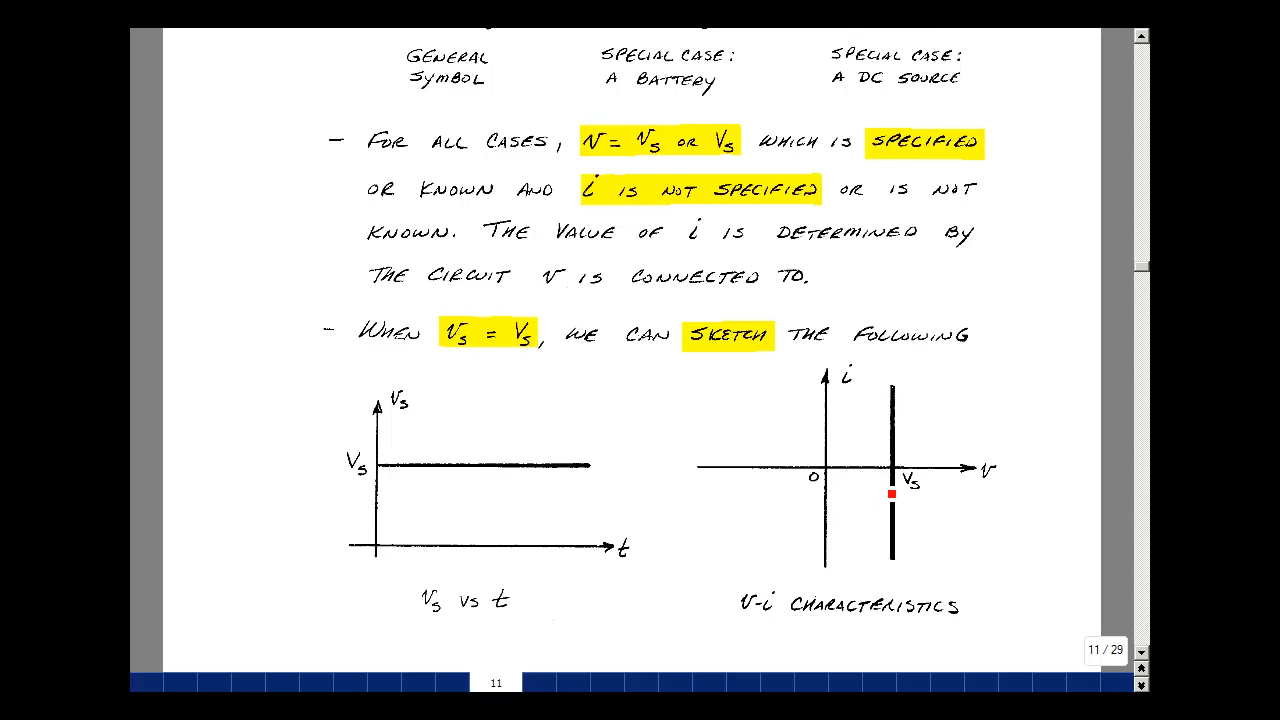 GENERAL SPECIAL CASE: SPECIAL CASE:
SYMBOL A BATTERY A DC SOURCE
- FOR ALL CASES, v = vs OR Vs WHICH IS SPECIFIED
OR KNOWN AND i IS NOT SPECIFIED OR IS NOT
KNOWN. THE VALUE OF i IS DETERMINED BY
THE CIRCUIT v IS CONNECTED TO.
- WHEN vs = Vs, WE CAN SKETCH THE FOLLOWING
vs
Vs
t
vs vs t
i
0 Vs v
v-i CHARACTERISTICS
11 / 29
11